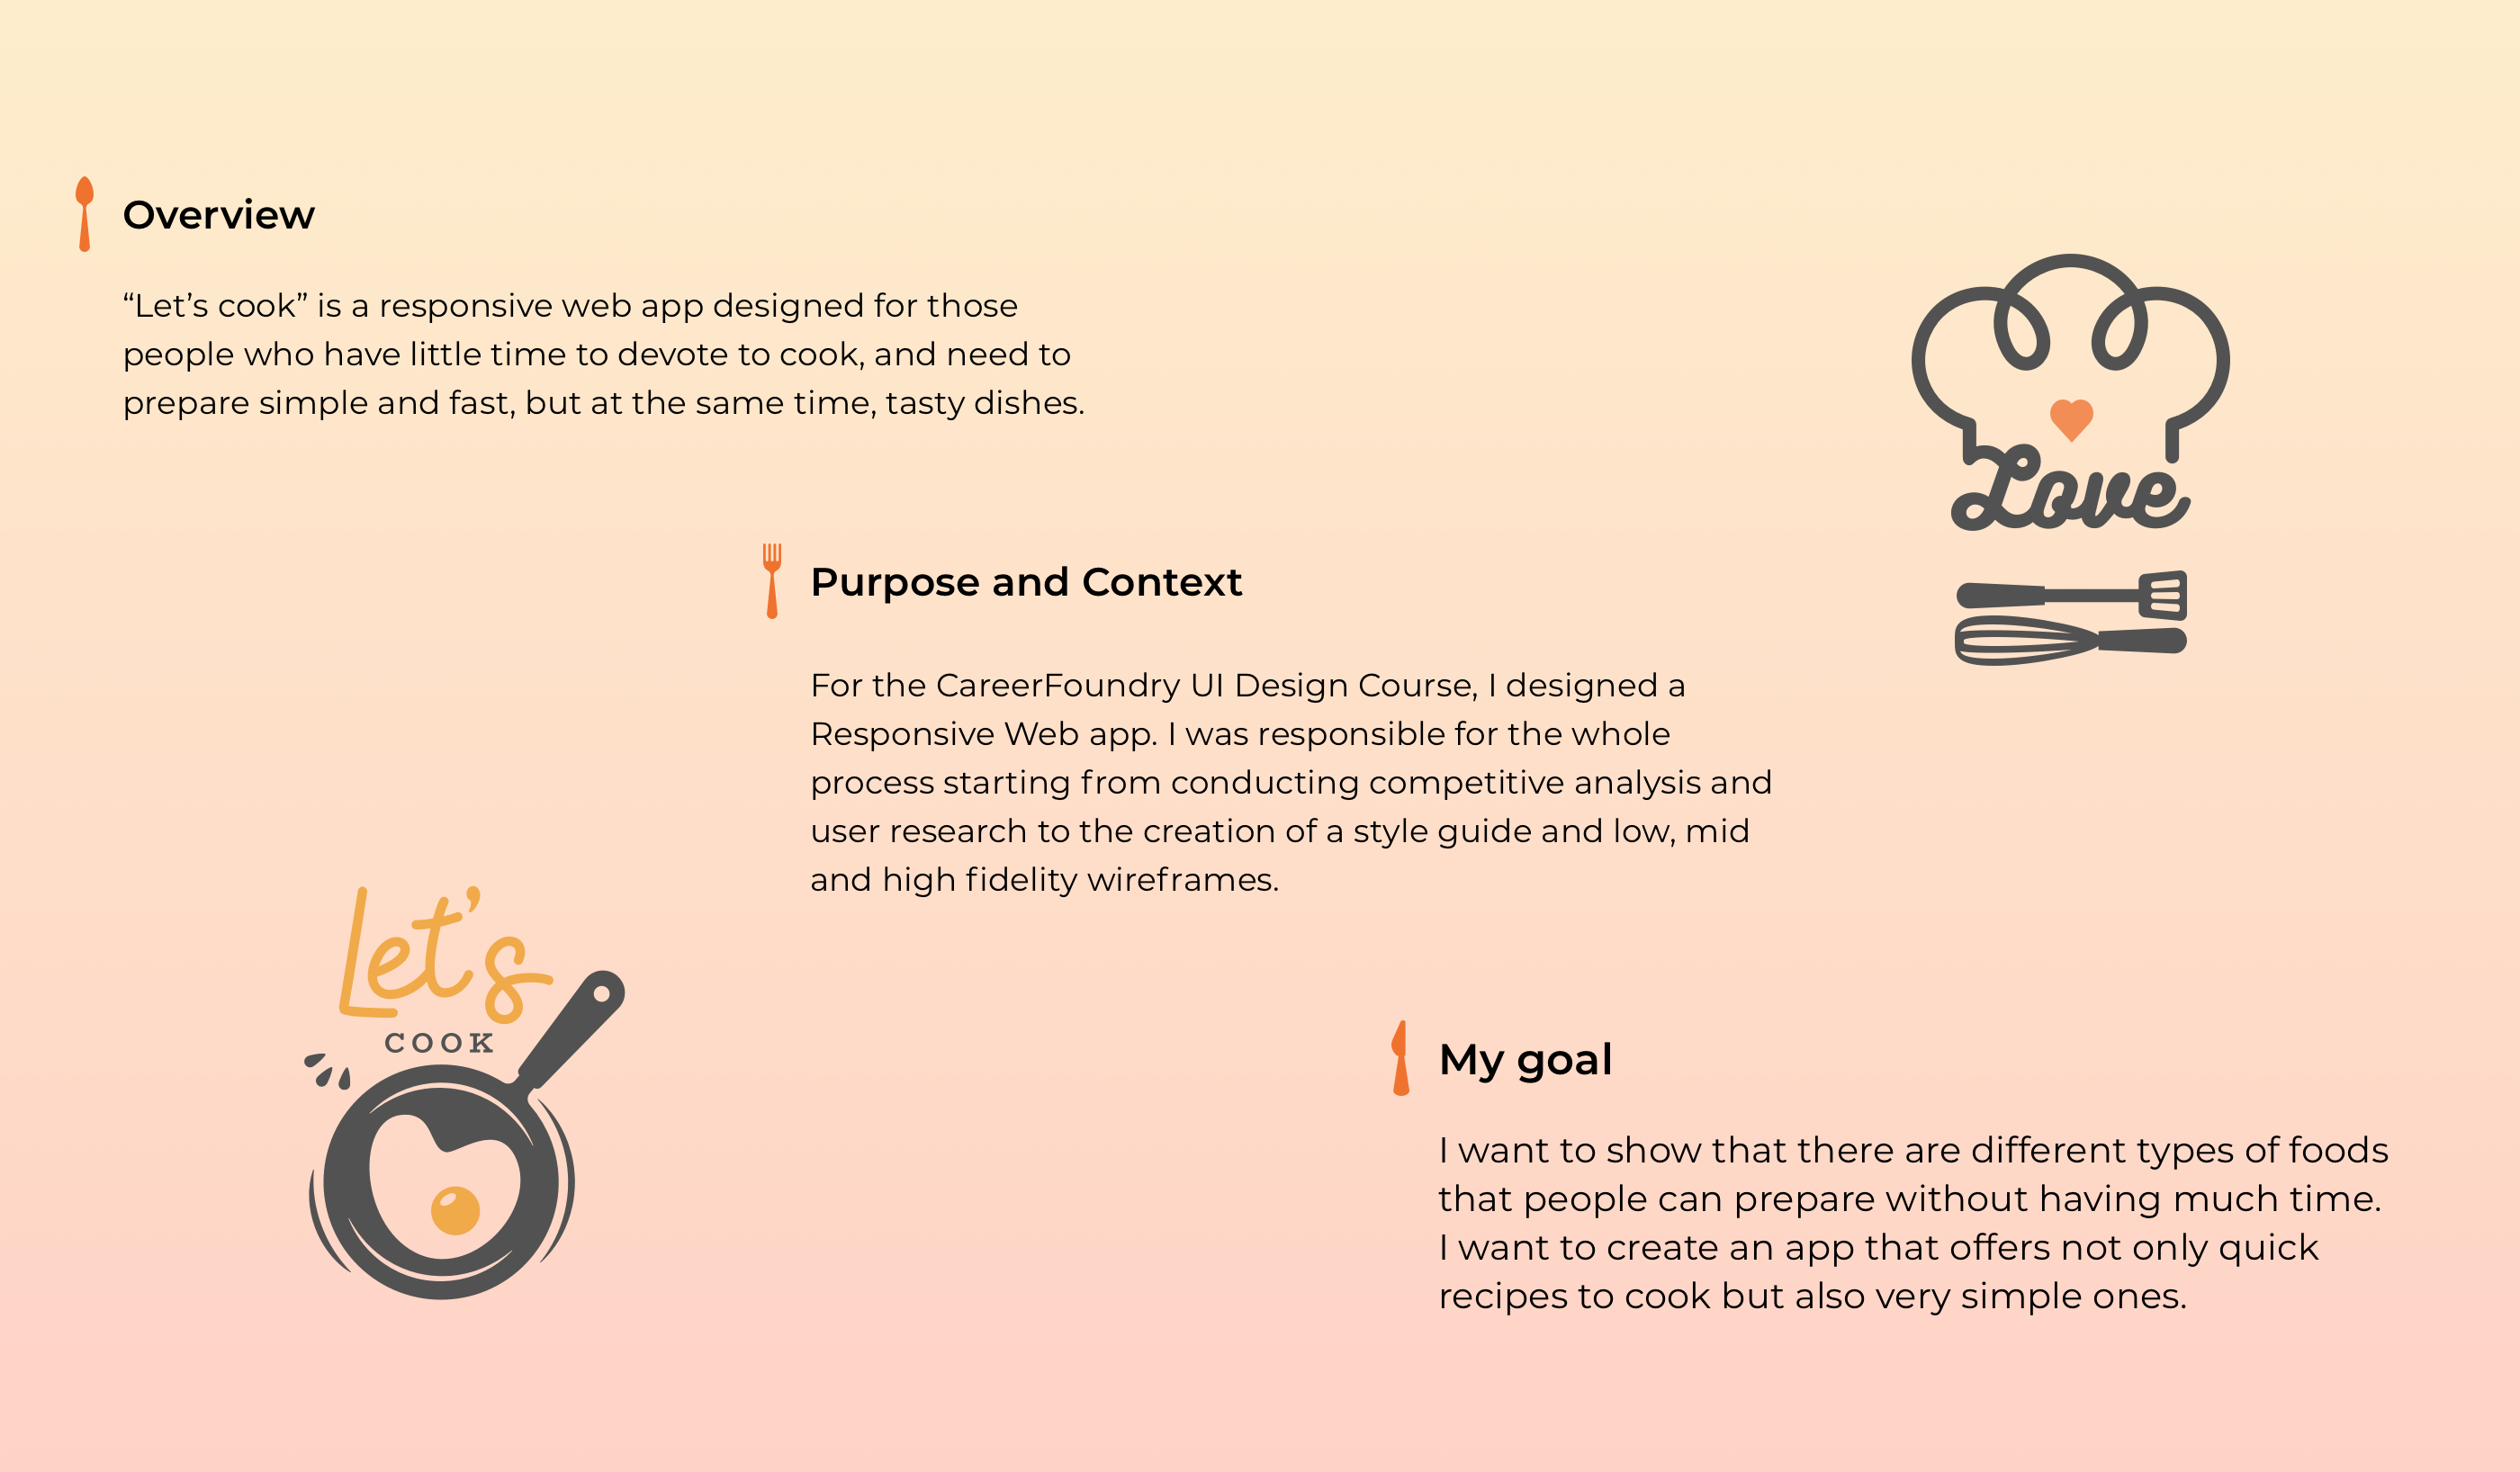 Overview
“Let’s cook” is a responsive web app designed for those
people who have little time to devote to cook, and need to
prepare simple and fast, but at the same time, tasty dishes.
Love
Purpose and Context
For the CareerFoundry UI Design Course, I designed a
Responsive Web app. I was responsible for the whole
process starting from conducting competitive analysis and
user research to the creation of a style guide and low, mid
and high fidelity wireframes.
Let’s
COOK
My goal
I want to show that there are different types of foods
that people can prepare without having much time.
I want to create an app that offers not only quick
recipes to cook but also very simple ones.